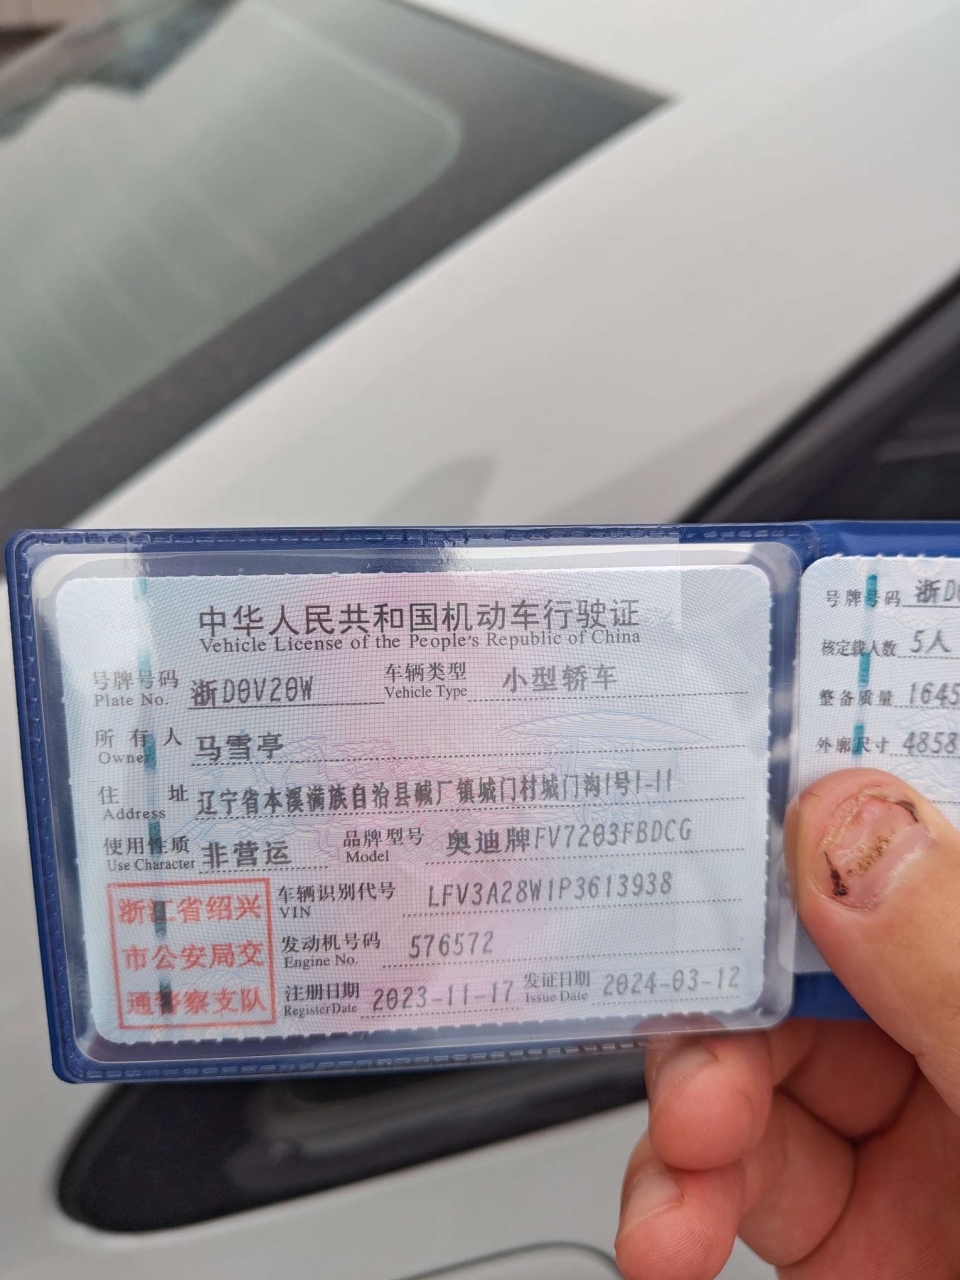 中华人民共和国机动车行驶证
Vehicle License of the People's Republic of China
号牌号码 浙D0V20W 车辆类型 小型轿车
Plate No. Vehicle Type
所有人 马雪亭
Owner
住址 辽宁省本溪满族自治县碱厂镇城门村城门沟1号1-11
Address
使用性质 非营运 品牌型号 奥迪牌FV7203FBDCG
Use Character Model
浙江省绍兴
市公安局交
通警察支队
车辆识别代号 LFV3A28W1P3613938
VIN
发动机号码 576572
Engine No.
注册日期 2023-11-17 发证日期 2024-03-12
Register Date Issue Date
号牌号码 浙D0
核定载人数 5人
整备质量 1645
外廓尺寸 4858